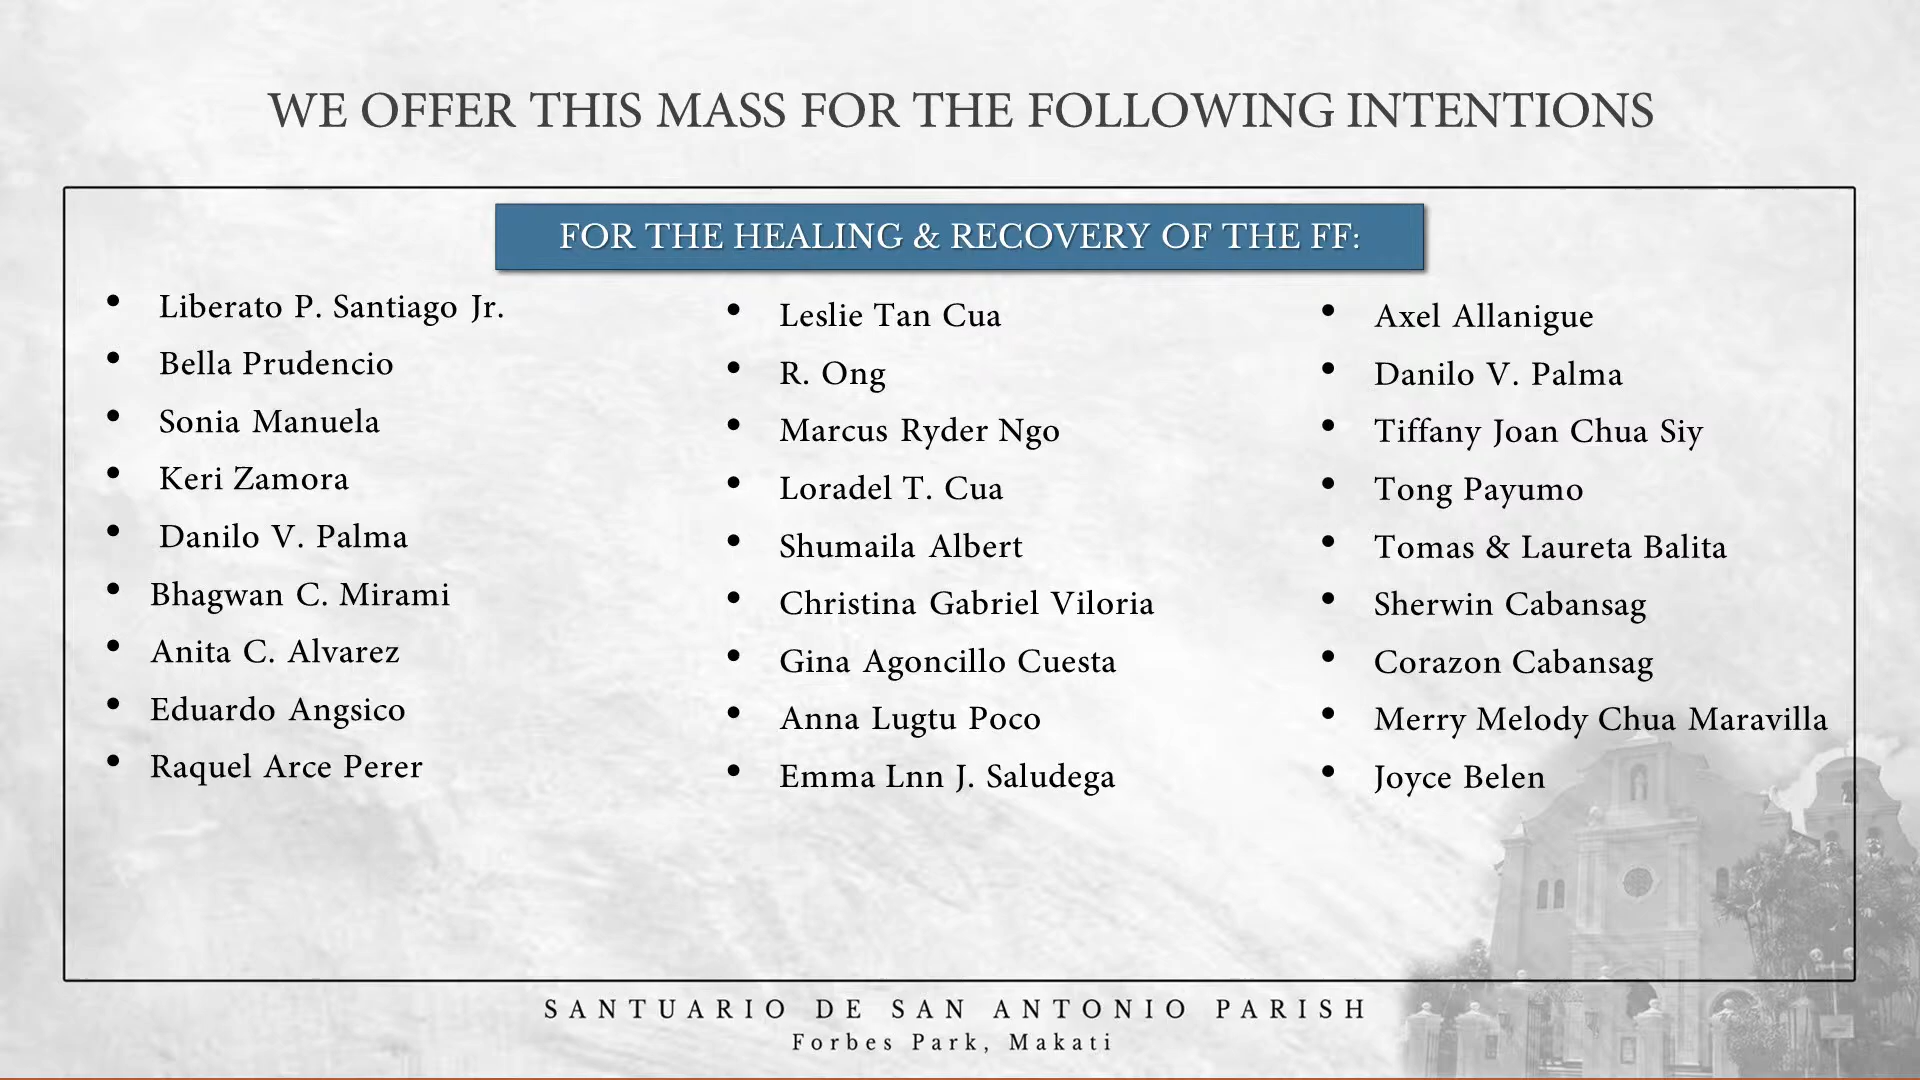 WE OFFER THIS MASS FOR THE FOLLOWING INTENTIONS
FOR THE HEALING & RECOVERY OF THE FF:
• Liberato P. Santiago Jr.
• Bella Prudencio
• Sonia Manuela
• Keri Zamora
• Danilo V. Palma
• Bhagwan C. Mirami
• Anita C. Alvarez
• Eduardo Angsico
• Raquel Arce Perer
• Leslie Tan Cua
• R. Ong
• Marcus Ryder Ngo
• Loradel T. Cua
• Shumaila Albert
• Christina Gabriel Viloria
• Gina Agoncillo Cuesta
• Anna Lugtu Poco
• Emma Lnn J. Saludega
• Axel Allanigue
• Danilo V. Palma
• Tiffany Joan Chua Siy
• Tong Payumo
• Tomas & Laureta Balita
• Sherwin Cabansag
• Corazon Cabansag
• Merry Melody Chua Maravilla
• Joyce Belen
SANTUARIO DE SAN ANTONIO PARISH
Forbes Park, Makati